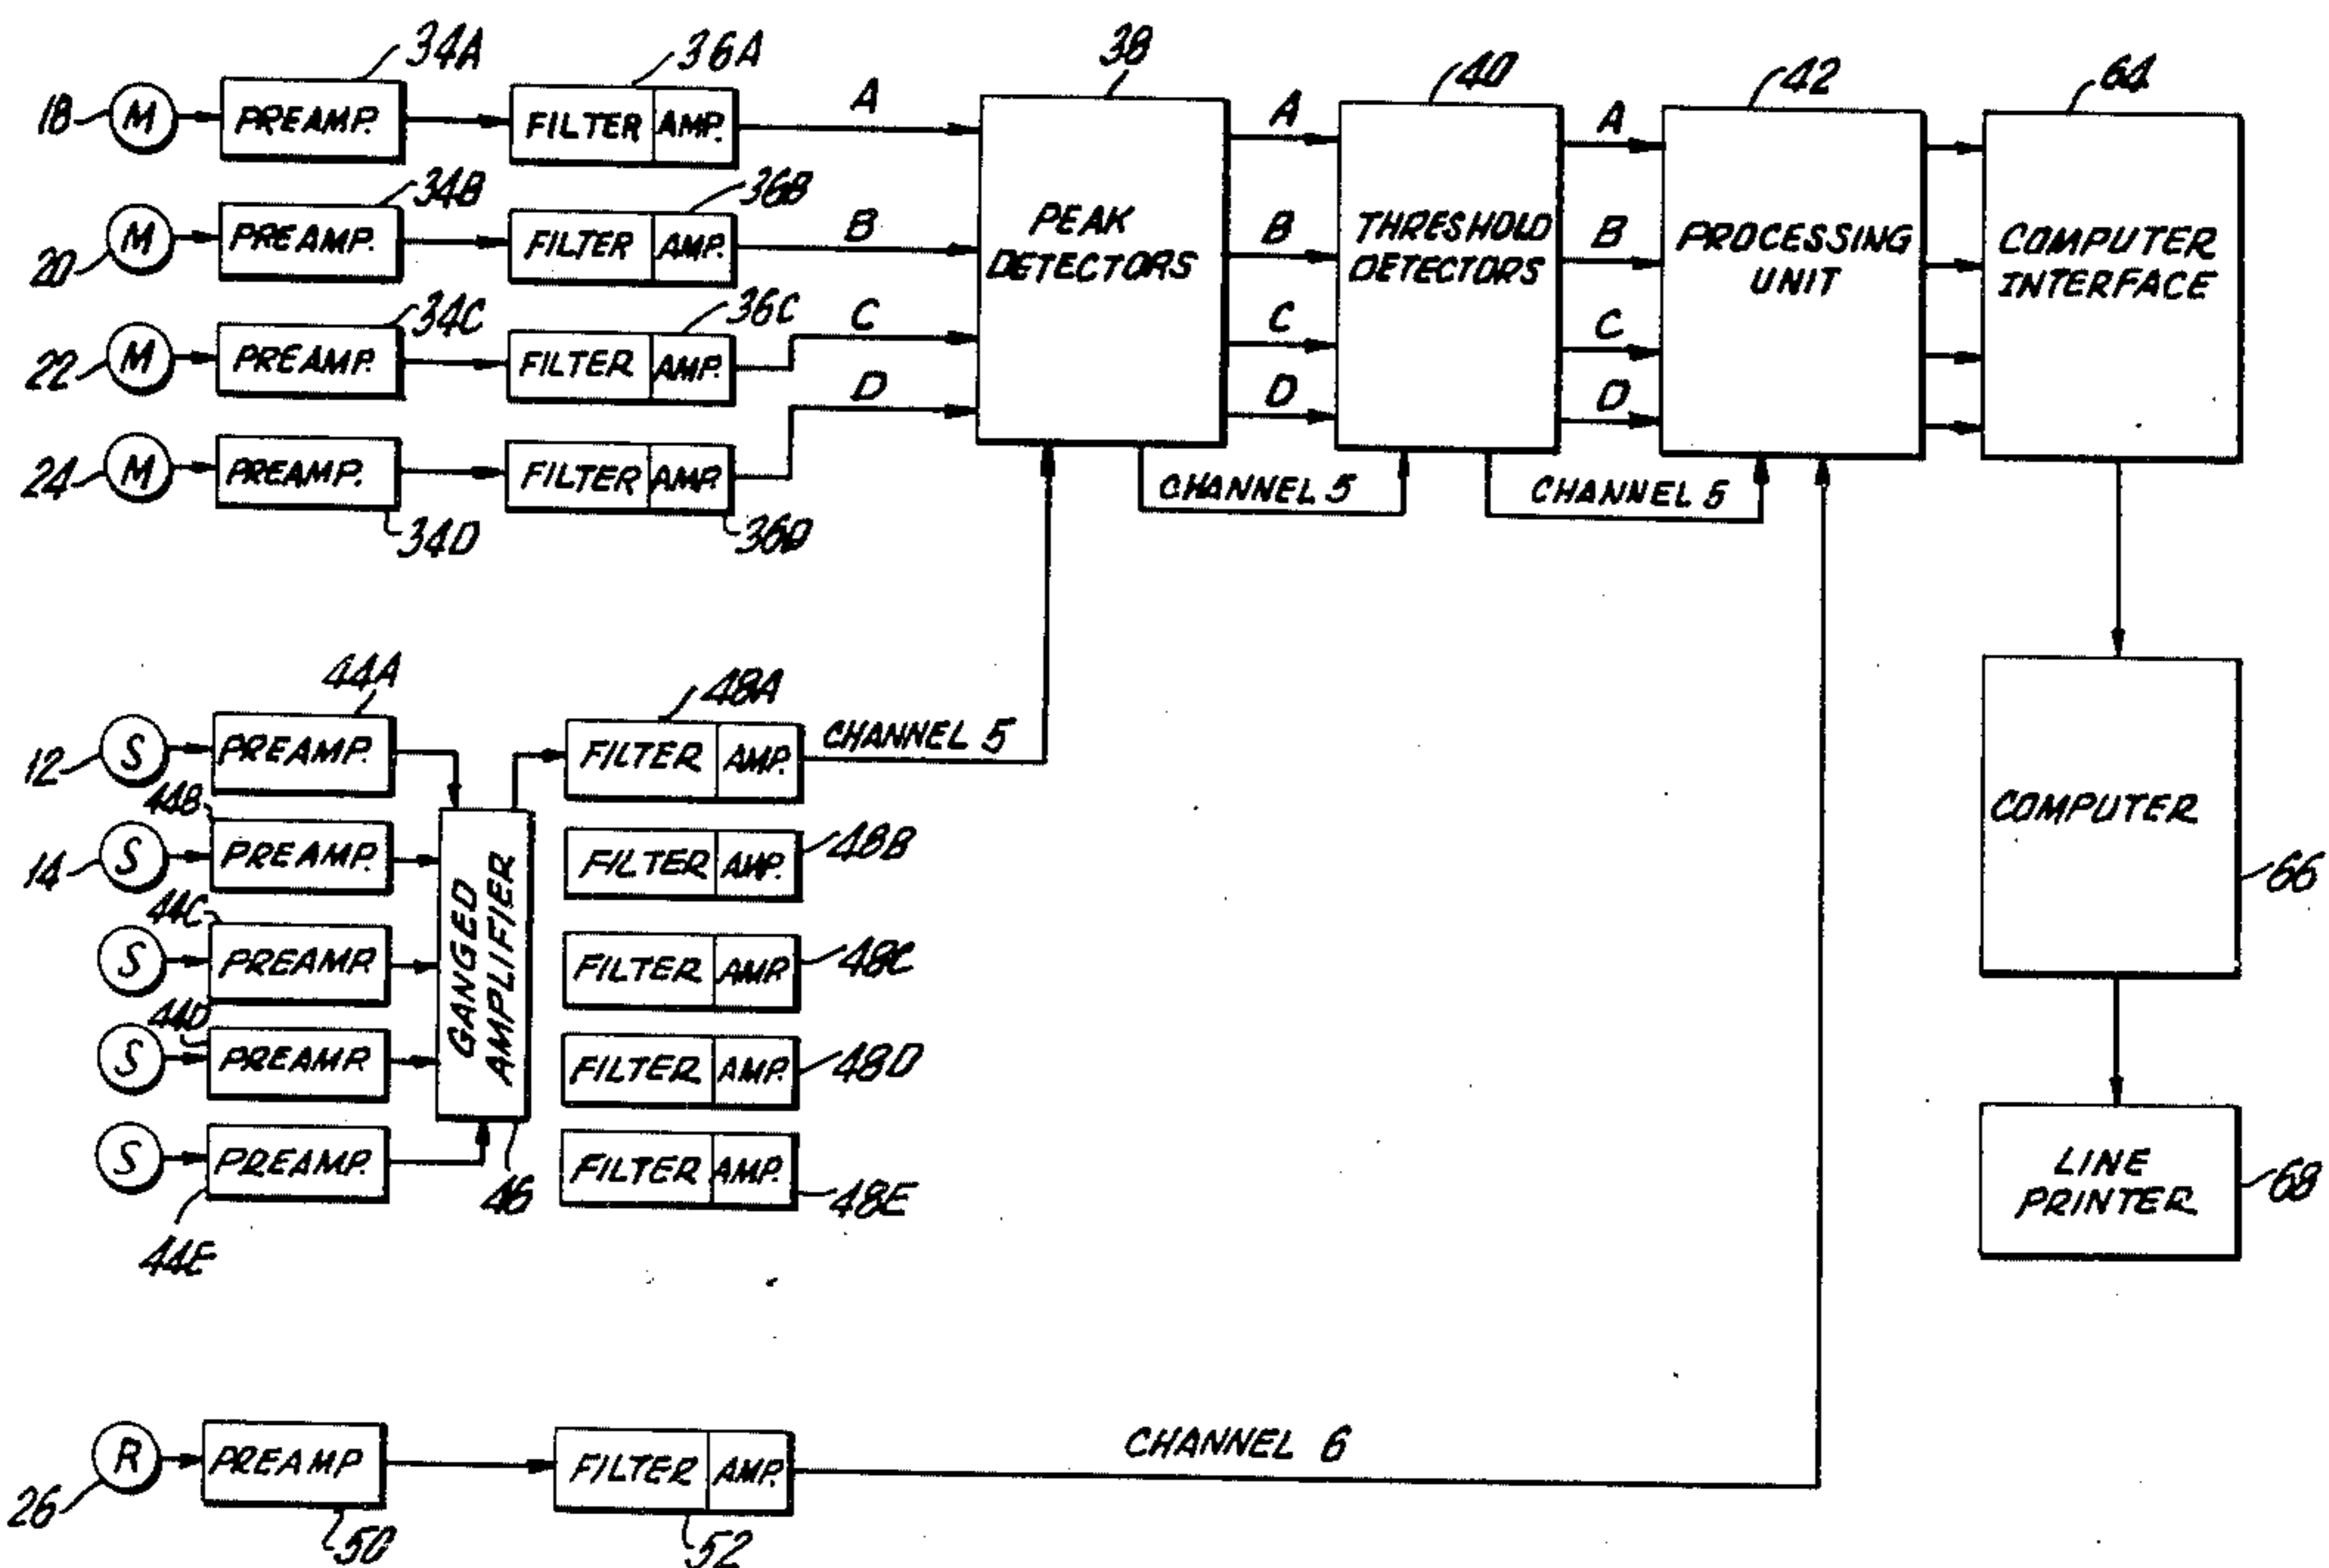 34A 36A 38 40 42 64
18 M PREAMP. FILTER AMP. A A A
34B 36B
20 M PREAMP. FILTER AMP. B B B
PEAK DETECTORS
THRESHOLD DETECTORS
PROCESSING UNIT
COMPUTER INTERFACE
34C 36C
22 M PREAMP. FILTER AMP. C C C
D D D
24 M PREAMP. FILTER AMP.
34D 36D
CHANNEL 5 CHANNEL 5
44A 48A
12 S PREAMP. FILTER AMP. CHANNEL 5
44B
14 S PREAMP. FILTER AMP. 48B
COMPUTER
66
44C
S PREAMP FILTER AMP. 48C
GANGED AMPLIFIER
44D
S PREAMP FILTER AMP. 48D
S PREAMP. FILTER AMP. 48E
44E 46
LINE PRINTER
68
CHANNEL 6
26 R PREAMP FILTER AMP.
50 52